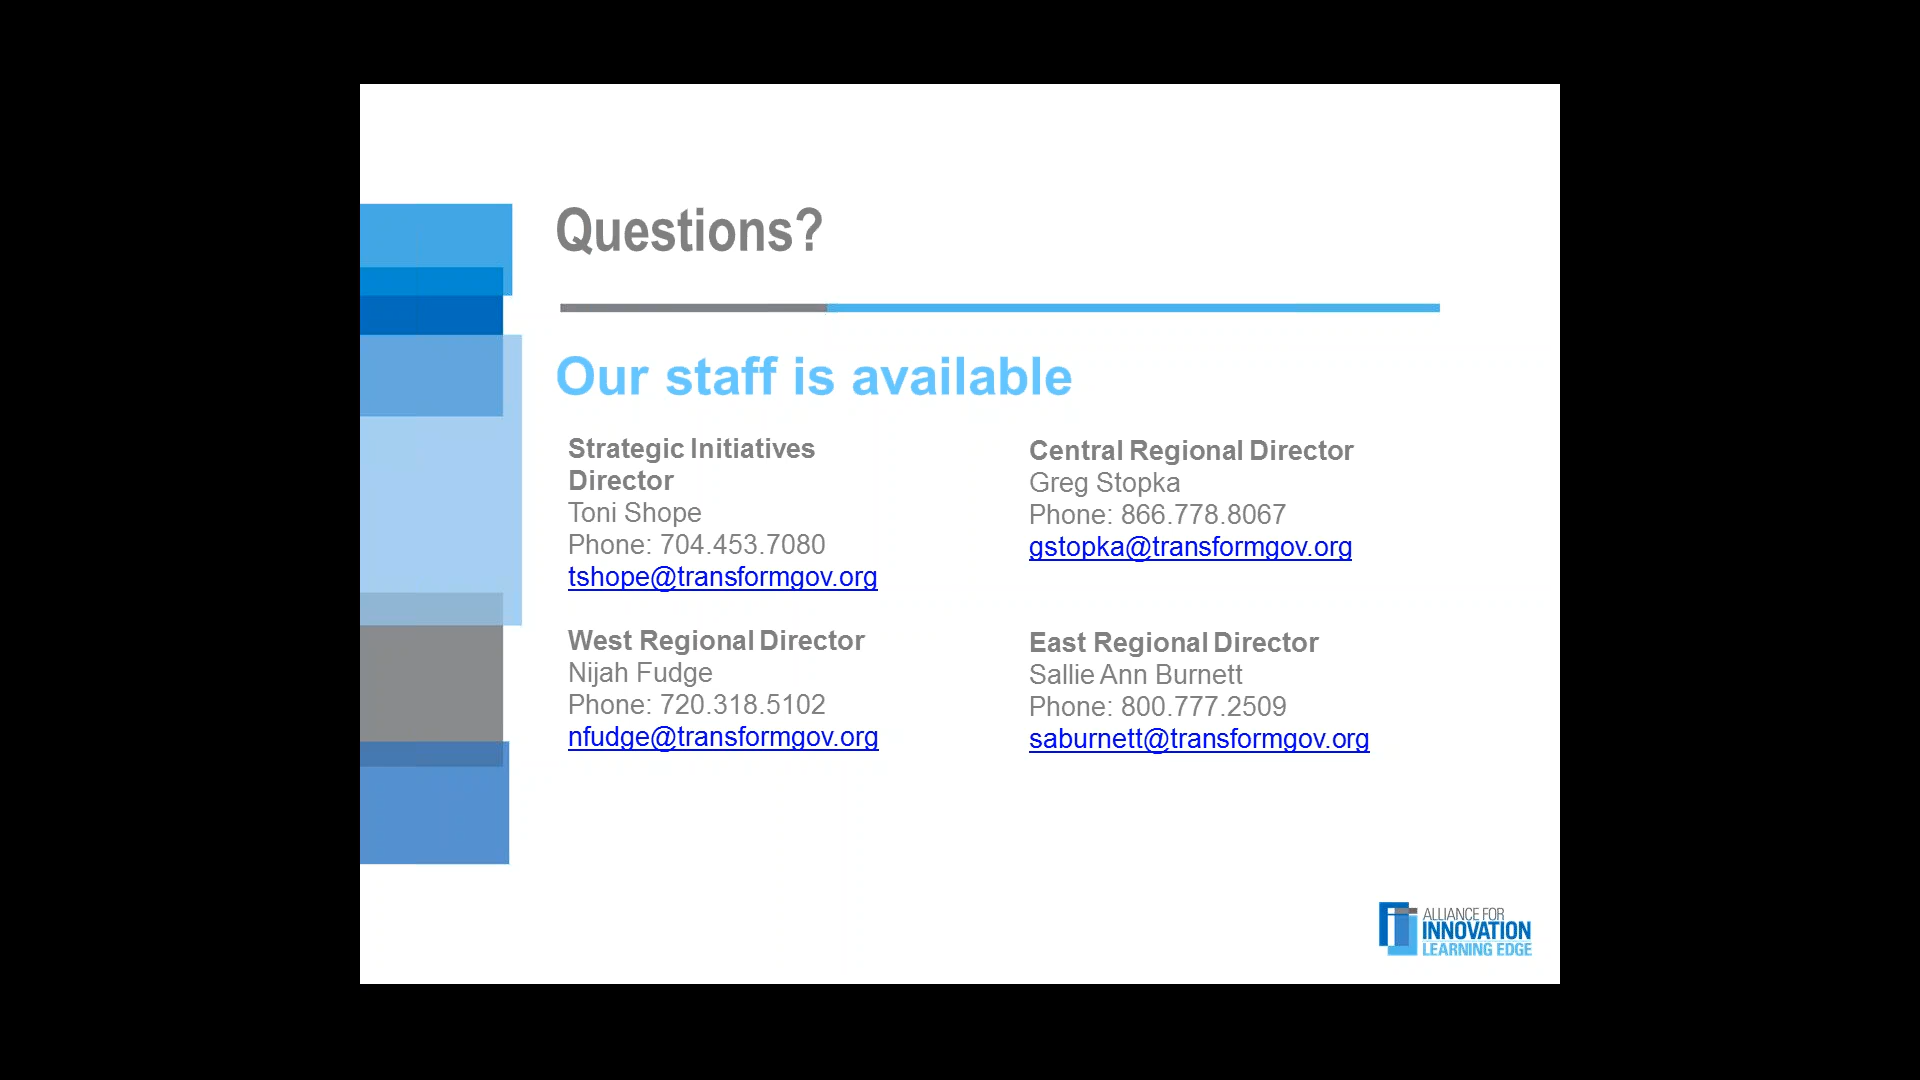 Questions?
Our staff is available
Strategic Initiatives
Director
Toni Shope
Phone: 704.453.7080
tshope@transformgov.org
Central Regional Director
Greg Stopka
Phone: 866.778.8067
gstopka@transformgov.org
West Regional Director
Nijah Fudge
Phone: 720.318.5102
nfudge@transformgov.org
East Regional Director
Sallie Ann Burnett
Phone: 800.777.2509
saburnett@transformgov.org
ALLIANCE FOR
INNOVATION
LEARNING EDGE